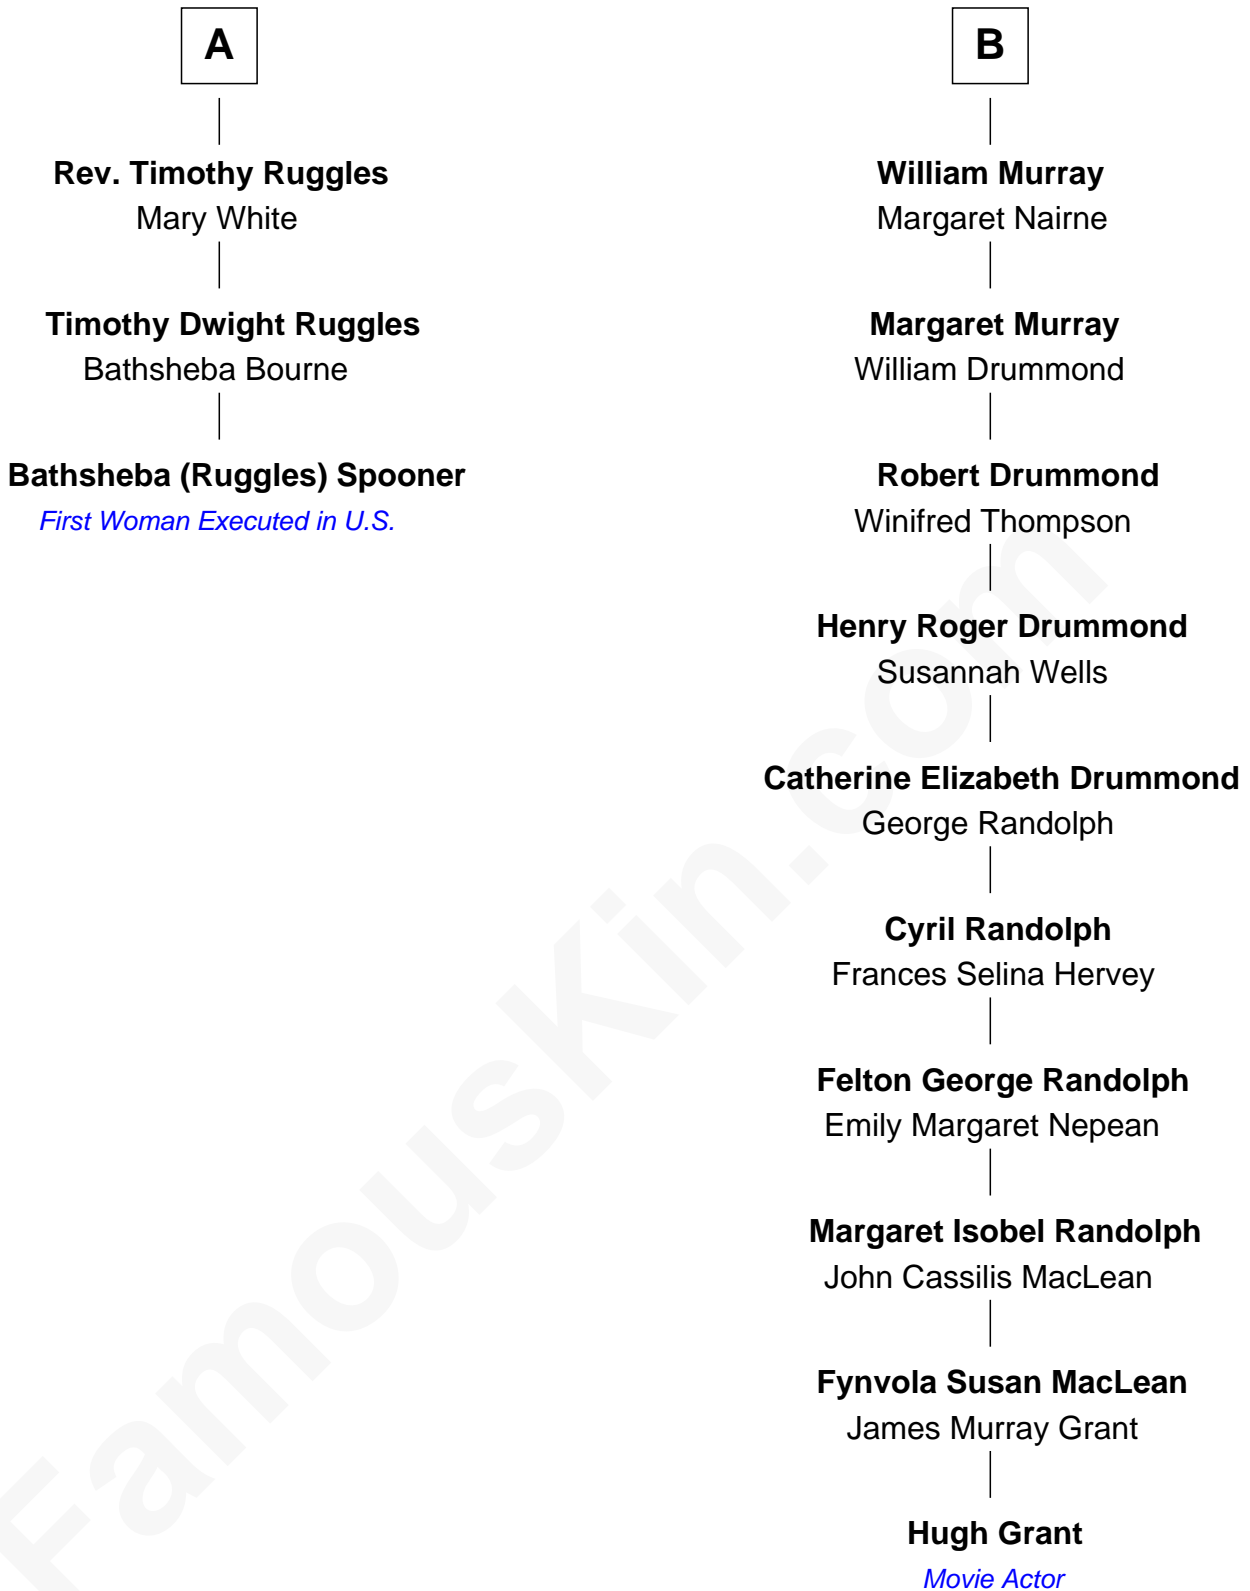 A
Rev. Timothy Ruggles
Mary White
Timothy Dwight Ruggles
Bathsheba Bourne
Bathsheba (Ruggles) Spooner
First Woman Executed in U.S.
B
William Murray
Margaret Nairne
Margaret Murray
William Drummond
Robert Drummond
Winifred Thompson
Henry Roger Drummond
Susannah Wells
Catherine Elizabeth Drummond
George Randolph
Cyril Randolph
Frances Selina Hervey
Felton George Randolph
Emily Margaret Nepean
Margaret Isobel Randolph
John Cassilis MacLean
Fynvola Susan MacLean
James Murray Grant
Hugh Grant
Movie Actor
FamousKin.com